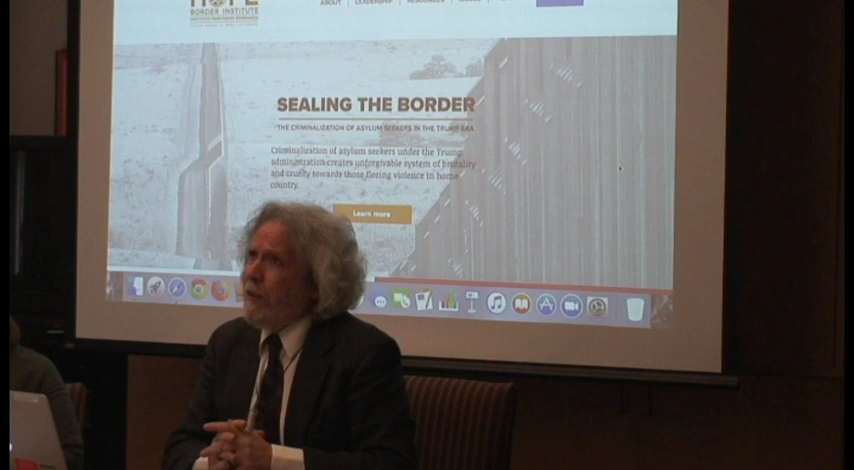 HOPE
BORDER INSTITUTE
ABOUT | LEADERSHIP | RESOURCES
SEALING THE BORDER
THE CRIMINALIZATION OF ASYLUM SEEKERS IN THE TRUMP ERA
Criminalization of asylum seekers under the Trump
administration creates unforgivable system of brutality
and cruelty towards those fleeing violence in home
country.
Learn more